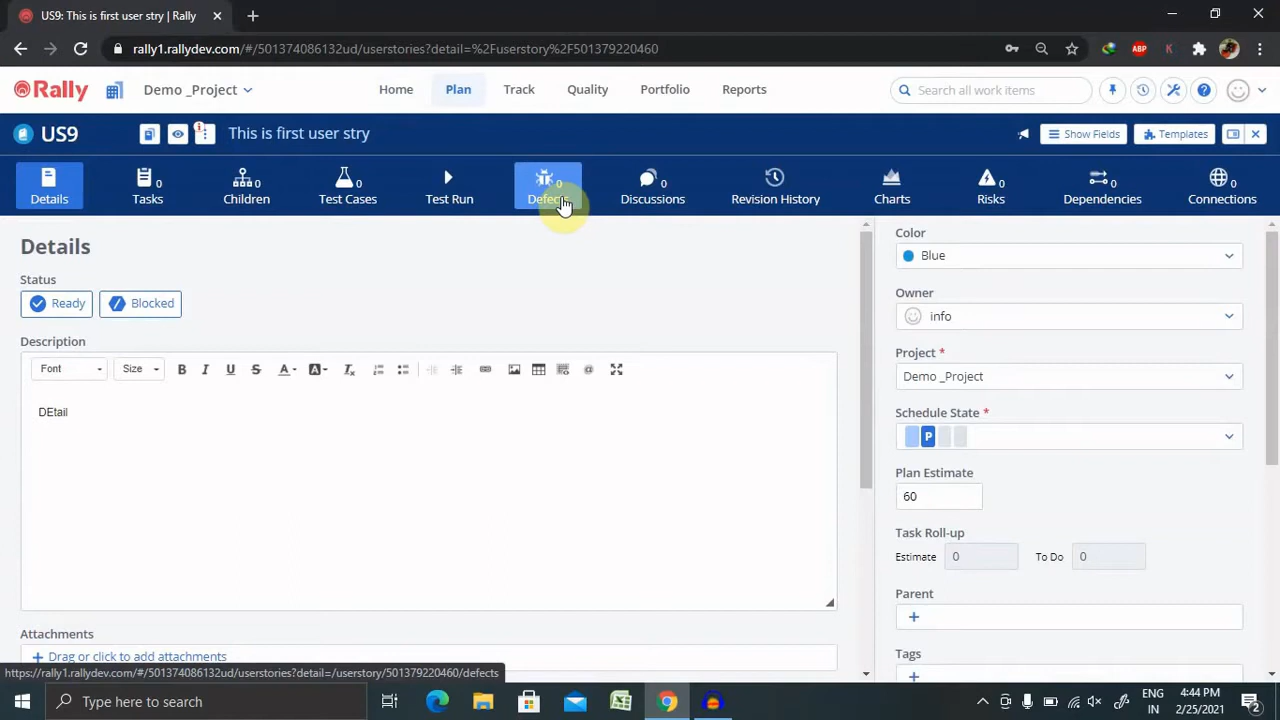 US9: This is first user stry | Rally
rally1.rallydev.com/#/501374086132ud/userstories?detail=%2Fuserstory%2F501379220460
ABP
K
Rally
Demo _Project
Home
Plan
Track
Quality
Portfolio
Reports
Search all work items
US9
This is first user stry
Show Fields
Templates
Details
Tasks 0
Children 0
Test Cases 0
Test Run
Defects 0
Discussions 0
Revision History
Charts
Risks 0
Dependencies 0
Connections 0
Details
Status
Ready
Blocked
Description
Font
Size
B I U S A A
DEtail
Attachments
Drag or click to add attachments
Color
Blue
Owner
info
Project *
Demo _Project
Schedule State *
P
Plan Estimate
60
Task Roll-up
Estimate 0 To Do 0
Parent
Tags
https://rally1.rallydev.com/#/501374086132ud/userstories?detail=/userstory/501379220460/defects
Type here to search
ENG
IN
4:44 PM
2/25/2021
2